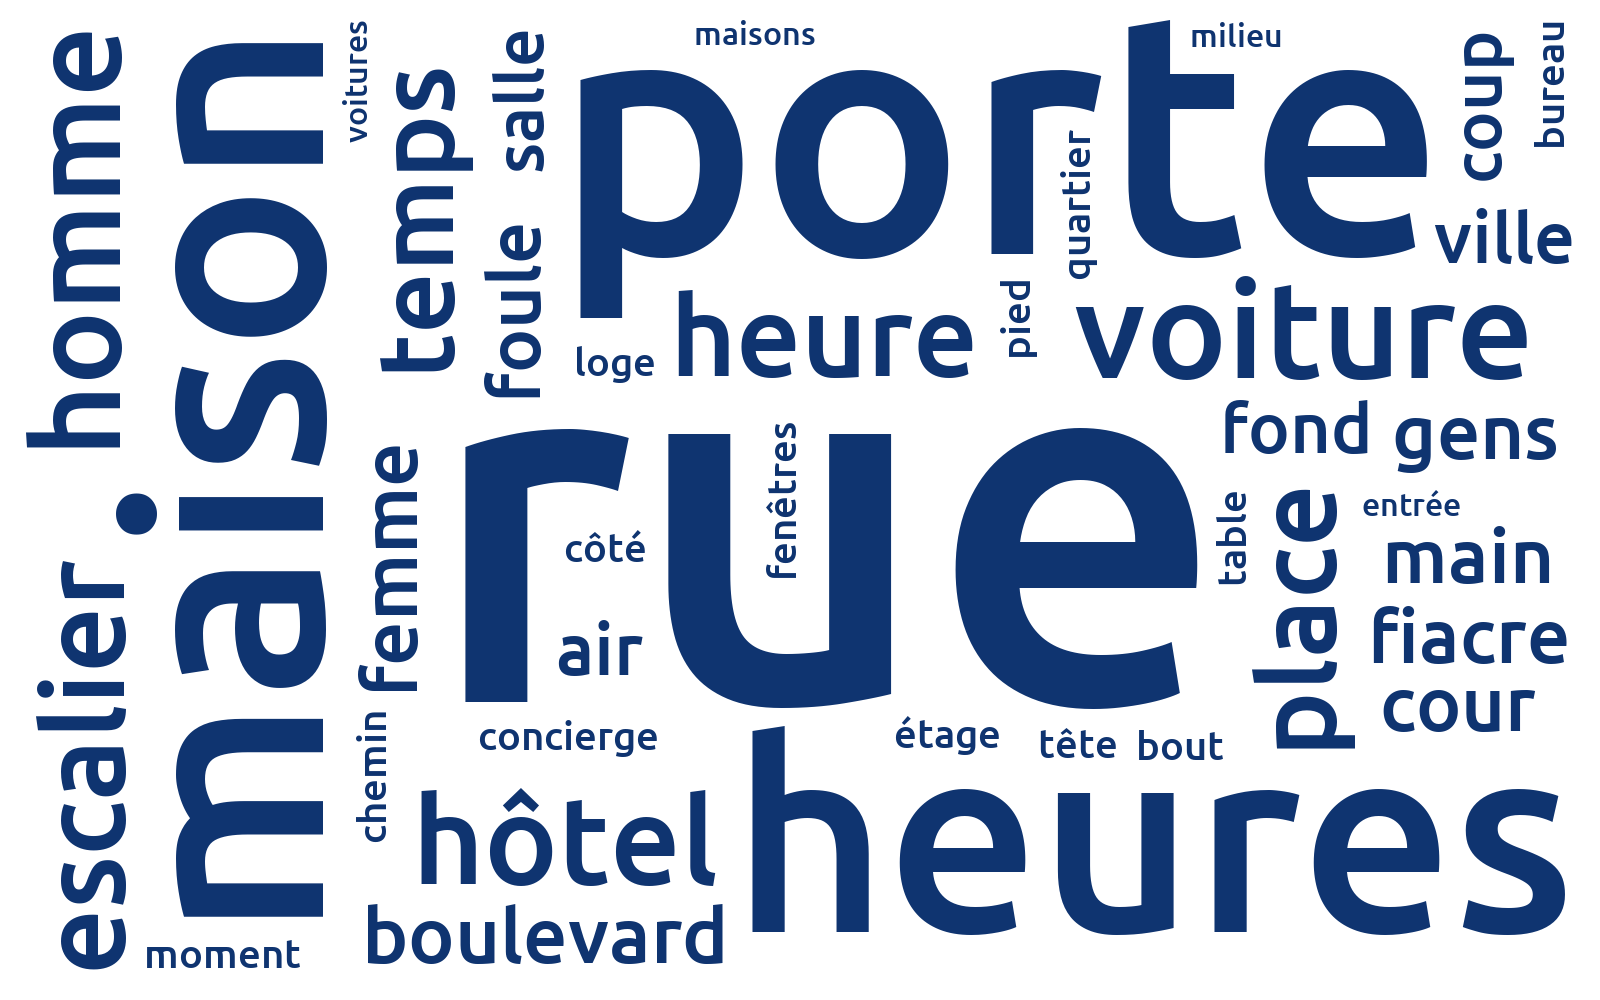 homme
maison
escalier
moment
voitures
temps
salle
foule
femme
chemin
maisons
milieu
porte
quartier
coup
bureau
ville
loge
heure
pied
voiture
fond
gens
rue
fenêtres
côté
air
table
place
entrée
main
fiacre
cour
concierge
étage
tête
bout
hôtel
heures
boulevard